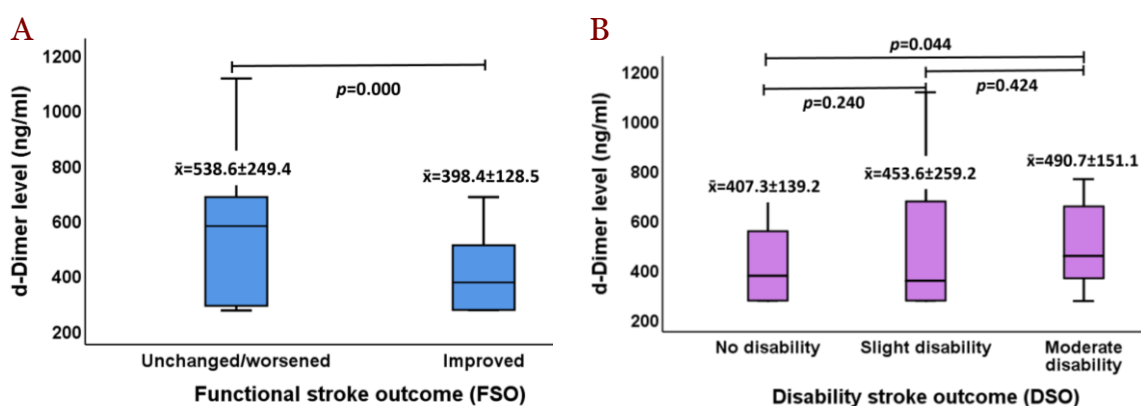 A
d-Dimer level (ng/ml)
1200
1000
800
600
400
200
p=0.000
x̄=538.6±249.4
x̄=398.4±128.5
Unchanged/worsened
Improved
Functional stroke outcome (FSO)
B
d-Dimer level (ng/ml)
1200
1000
800
600
400
200
p=0.044
p=0.240
p=0.424
x̄=407.3±139.2
x̄=453.6±259.2
x̄=490.7±151.1
No disability
Slight disability
Moderate
disability
Disability stroke outcome (DSO)